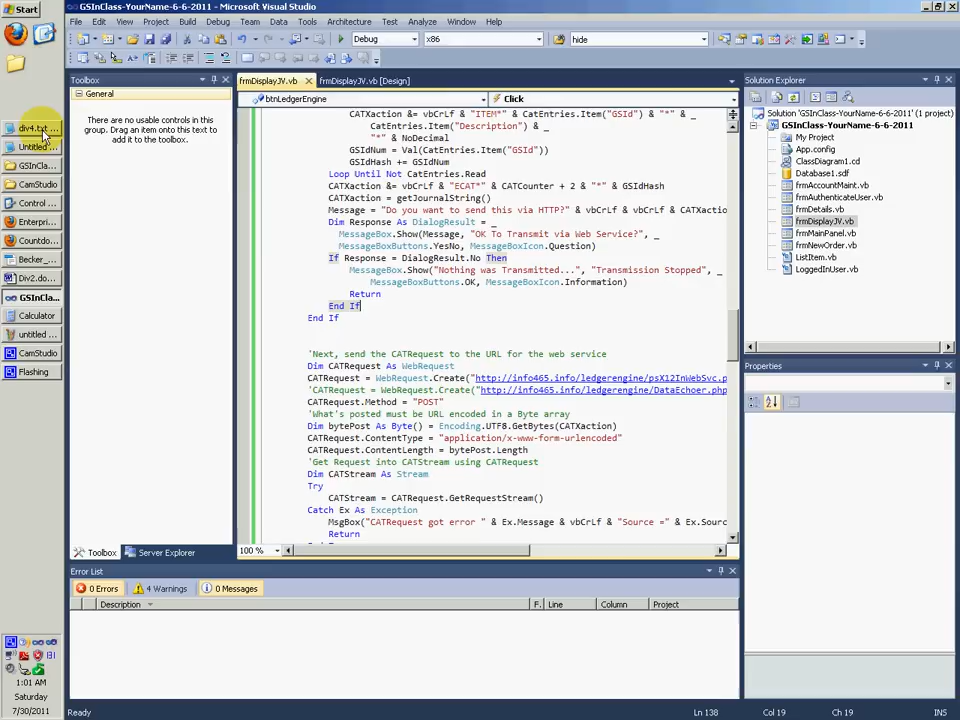 Start
GSInClass-YourName-6-6-2011 - Microsoft Visual Studio
File Edit View Project Build Debug Team Data Tools Architecture Test Analyze Window Help
Debug x86 hide
Toolbox
General
There are no usable controls in this
group. Drag an item onto this text to
add it to the toolbox.
Toolbox Server Explorer
div4.txt ...
Untitled ...
GSInCla...
CamStudio
Control ...
Enterpri...
Countdo...
Becker_...
Div2.do...
GSInCla...
Calculator
untitled ...
CamStudio
Flashing
1:01 AM
Saturday
7/30/2011
frmDisplayJV.vb frmDisplayJV.vb [Design]
btnLedgerEngine Click
CATXaction &= vbCrLf & "ITEM*" & CatEntries.Item("GSId") & "*" & _
CatEntries.Item("Description") & _
"*" & NoDecimal
GSIdNum = Val(CatEntries.Item("GSId"))
GSIdHash += GSIdNum
Loop Until Not CatEntries.Read
CATXaction &= vbCrLf & "ECAT*" & CATCounter + 2 & "*" & GSIdHash
CATXaction = getJournalString()
Message = "Do you want to send this via HTTP?" & vbCrLf & vbCrLf & CATXactio
Dim Response As DialogResult = _
MessageBox.Show(Message, "OK To Transmit via Web Service?", _
MessageBoxButtons.YesNo, MessageBoxIcon.Question)
If Response = DialogResult.No Then
MessageBox.Show("Nothing was Transmitted...", "Transmission Stopped", _
MessageBoxButtons.OK, MessageBoxIcon.Information)
Return
End If
End If
'Next, send the CATRequest to the URL for the web service
Dim CATRequest As WebRequest
CATRequest = WebRequest.Create("http://info465.info/ledgerengine/psX12InWebSvc.p
'CATRequest = WebRequest.Create("http://info465.info/ledgerengine/DataEchoer.php
CATRequest.Method = "POST"
'What's posted must be URL encoded in a Byte array
Dim bytePost As Byte() = Encoding.UTF8.GetBytes(CATXaction)
CATRequest.ContentType = "application/x-www-form-urlencoded"
CATRequest.ContentLength = bytePost.Length
'Get Request into CATStream using CATRequest
Dim CATStream As Stream
Try
CATStream = CATRequest.GetRequestStream()
Catch Ex As Exception
MsgBox("CATRequest got error " & Ex.Message & vbCrLf & "Source =" & Ex.Sourc
Return
100 %
Solution Explorer
Solution 'GSInClass-YourName-6-6-2011' (1 project)
GSInClass-YourName-6-6-2011
My Project
App.config
ClassDiagram1.cd
Database1.sdf
frmAccountMaint.vb
frmAuthenticateUser.vb
frmDetails.vb
frmDisplayJV.vb
frmMainPanel.vb
frmNewOrder.vb
ListItem.vb
LoggedInUser.vb
Properties
Error List
0 Errors 4 Warnings 0 Messages
Description F. Line Column Project
Ready Ln 138 Col 19 Ch 19 INS